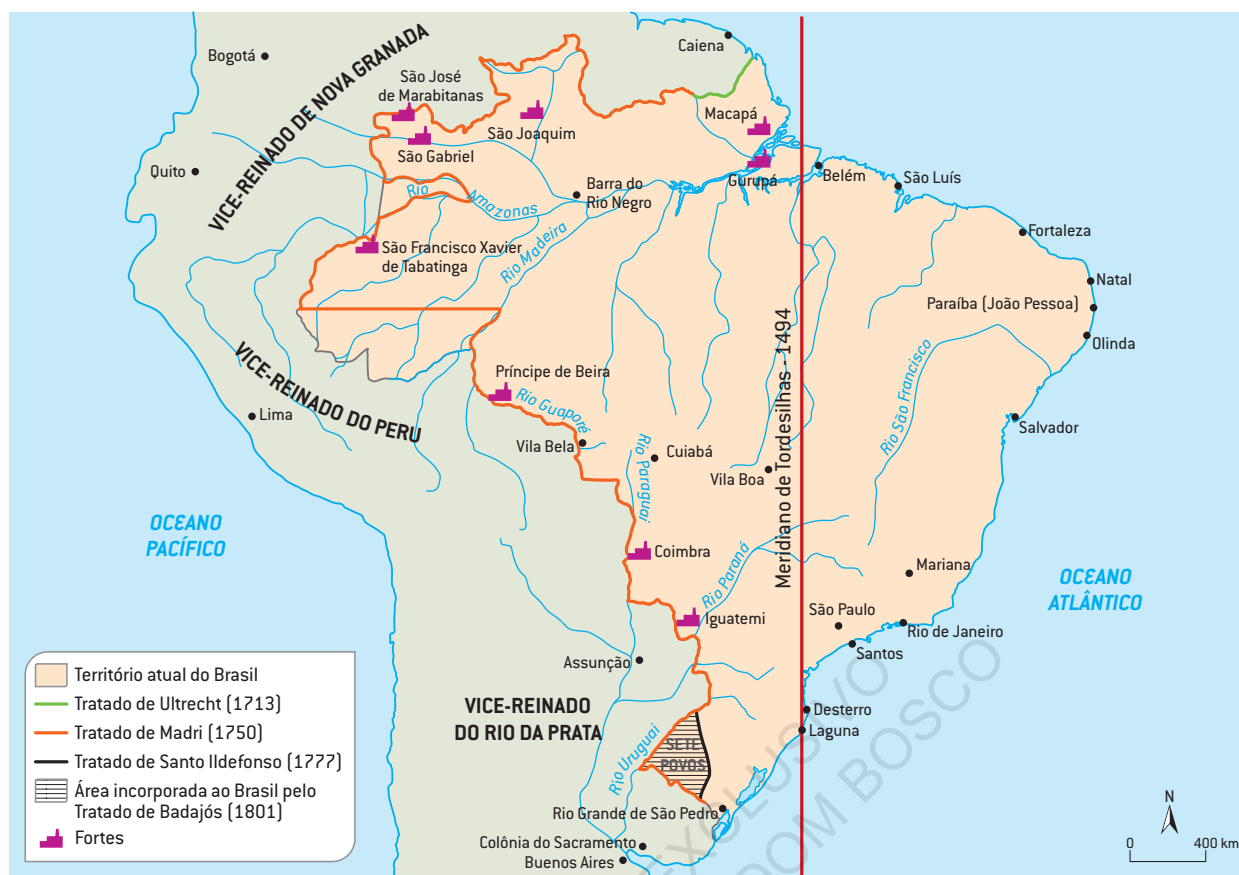 Bogotá
VICE-REINADO DE NOVA GRANADA
Caiena
São José
de Marabitanas
São Joaquim
São Gabriel
Macapá
Gurupá
Quito
Rio
Amazonas
Barra do
Rio Negro
Belém
São Luís
Fortaleza
São Francisco Xavier
de Tabatinga
Rio Madeira
Natal
Paraíba (João Pessoa)
Olinda
VICE-REINADO DO PERU
Lima
Príncipe de Beira
Rio Guaporé
Vila Bela
Rio Paraguai
Cuiabá
Vila Boa
Meridiano de Tordesilhas - 1494
Rio São Francisco
Salvador
OCEANO
PACÍFICO
Coimbra
Rio Paraná
Mariana
OCEANO
ATLÂNTICO
Iguatemi
São Paulo
Rio de Janeiro
Santos
Assunção
VICE-REINADO
DO RIO DA PRATA
Desterro
Laguna
Rio Uruguai
SETE
POVOS
Rio Grande de São Pedro
Colônia do Sacramento
Buenos Aires
Território atual do Brasil
Tratado de Ultrecht (1713)
Tratado de Madri (1750)
Tratado de Santo Ildefonso (1777)
Área incorporada ao Brasil pelo
Tratado de Badajós (1801)
Fortes
N
0 400 km
EXCLUSIVO
DOM BOSCO